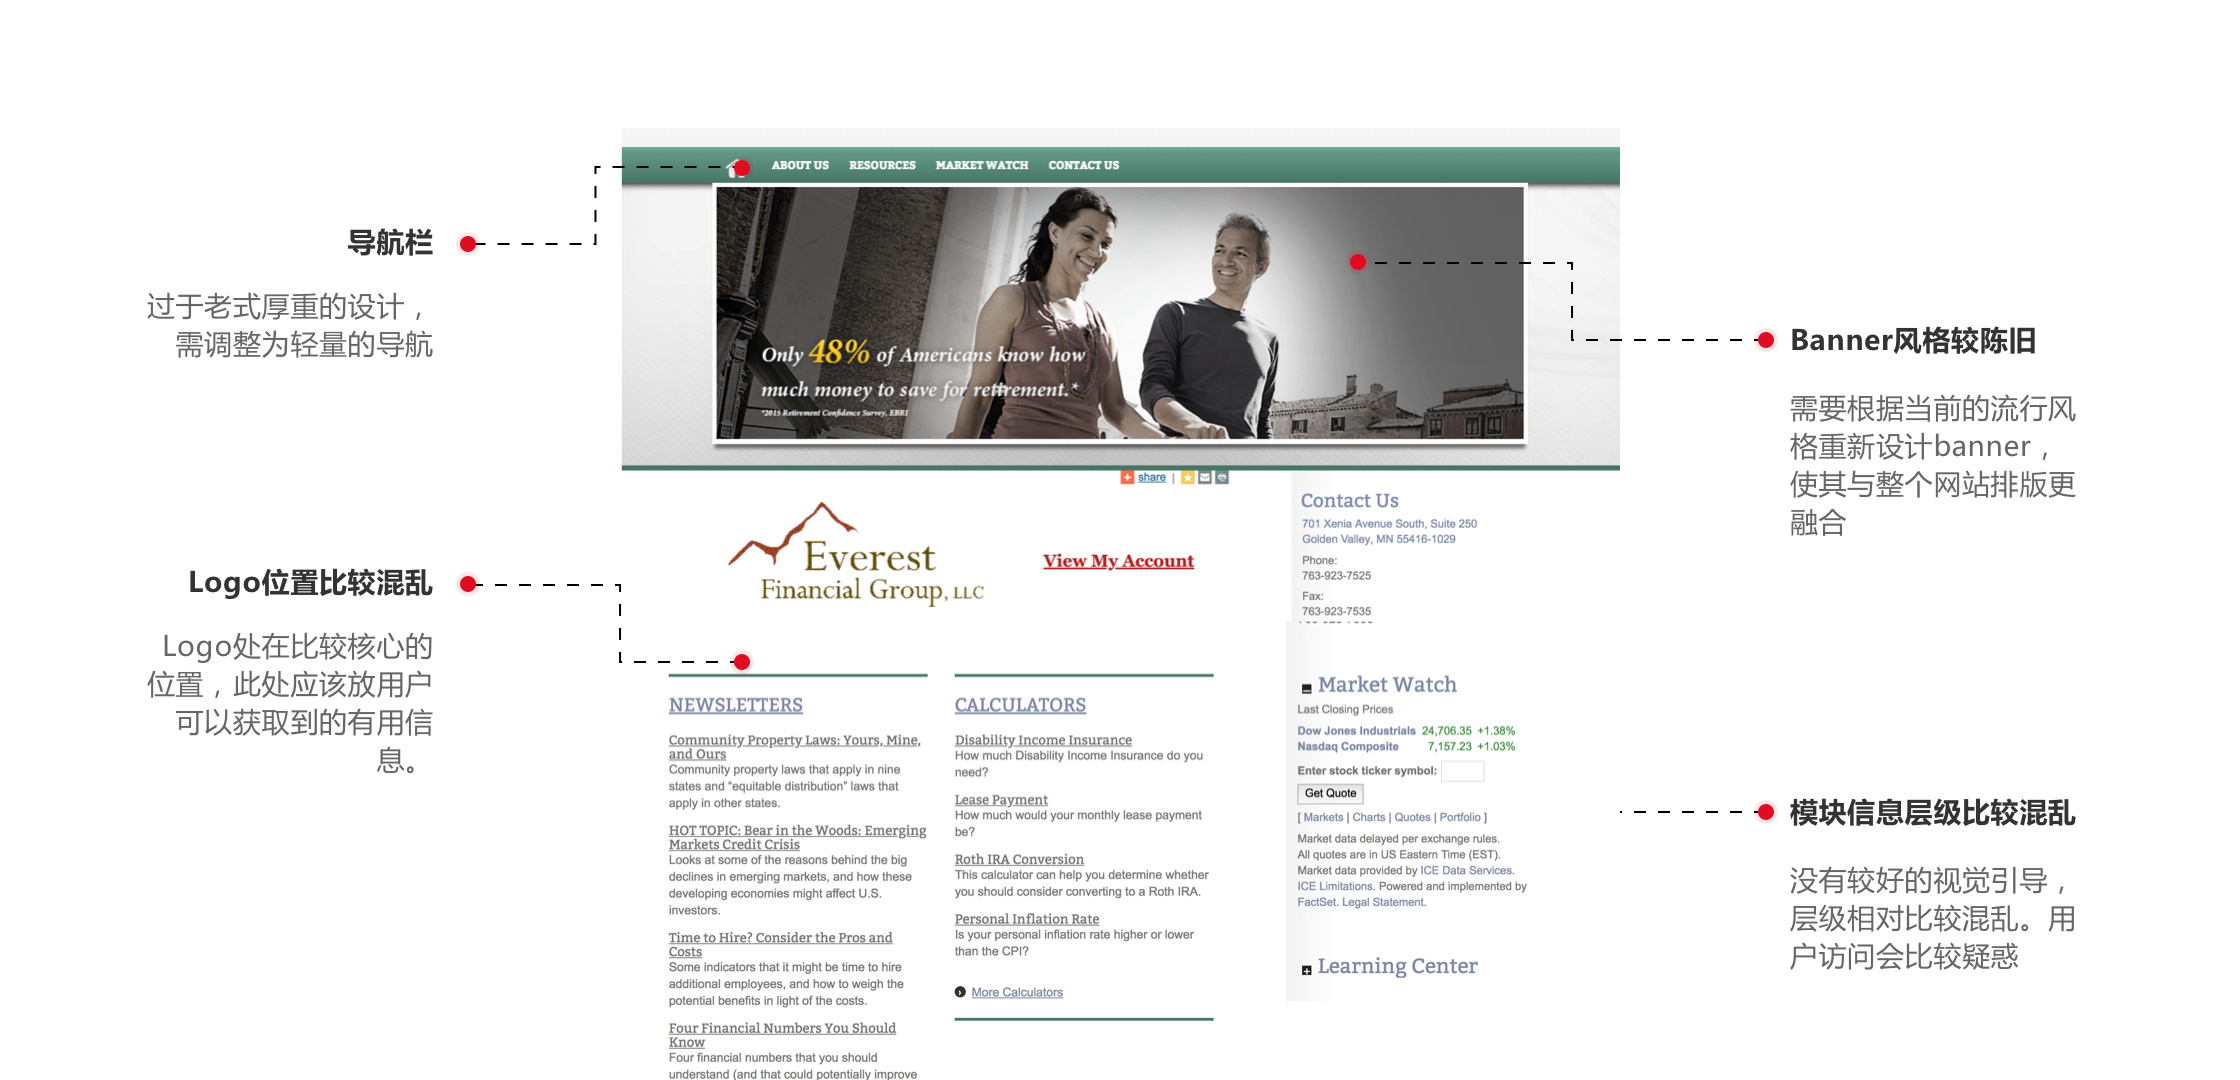 ABOUT US RESOURCES MARKET WATCH CONTACT US
导航栏
过于老式厚重的设计，
需调整为轻量的导航
Only 48% of Americans know how
much money to save for retirement.*
*2015 Retirement Confidence Survey, EBRI
Banner风格较陈旧
需要根据当前的流行风
格重新设计banner，
使其与整个网站排版更
融合
share |
Everest
Financial Group, LLC
View My Account
Contact Us
701 Xenia Avenue South, Suite 250
Golden Valley, MN 55416-1029
Phone:
763-923-7525
Fax:
763-923-7535
Logo位置比较混乱
Logo处在比较核心的
位置，此处应该放用户
可以获取到的有用信
息。
NEWSLETTERS
Community Property Laws: Yours, Mine,
and Ours
Community property laws that apply in nine
states and “equitable distribution” laws that
apply in other states.
HOT TOPIC: Bear in the Woods: Emerging
Markets Credit Crisis
Looks at some of the reasons behind the big
declines in emerging markets, and how these
developing economies might affect U.S.
investors.
Time to Hire? Consider the Pros and
Costs
Some indicators that it might be time to hire
additional employees, and how to weigh the
potential benefits in light of the costs.
Four Financial Numbers You Should
Know
Four financial numbers that you should
understand (and that could potentially improve
CALCULATORS
Disability Income Insurance
How much Disability Income Insurance do you
need?
Lease Payment
How much would your monthly lease payment
be?
Roth IRA Conversion
This calculator can help you determine whether
you should consider converting to a Roth IRA.
Personal Inflation Rate
Is your personal inflation rate higher or lower
than the CPI?
More Calculators
Market Watch
Last Closing Prices
Dow Jones Industrials 24,706.35 +1.38%
Nasdaq Composite 7,157.23 +1.03%
Enter stock ticker symbol:
Get Quote
[ Markets | Charts | Quotes | Portfolio ]
Market data delayed per exchange rules.
All quotes are in US Eastern Time (EST).
Market data provided by ICE Data Services.
ICE Limitations. Powered and implemented by
FactSet. Legal Statement.
Learning Center
模块信息层级比较混乱
没有较好的视觉引导，
层级相对比较混乱。用
户访问会比较疑惑